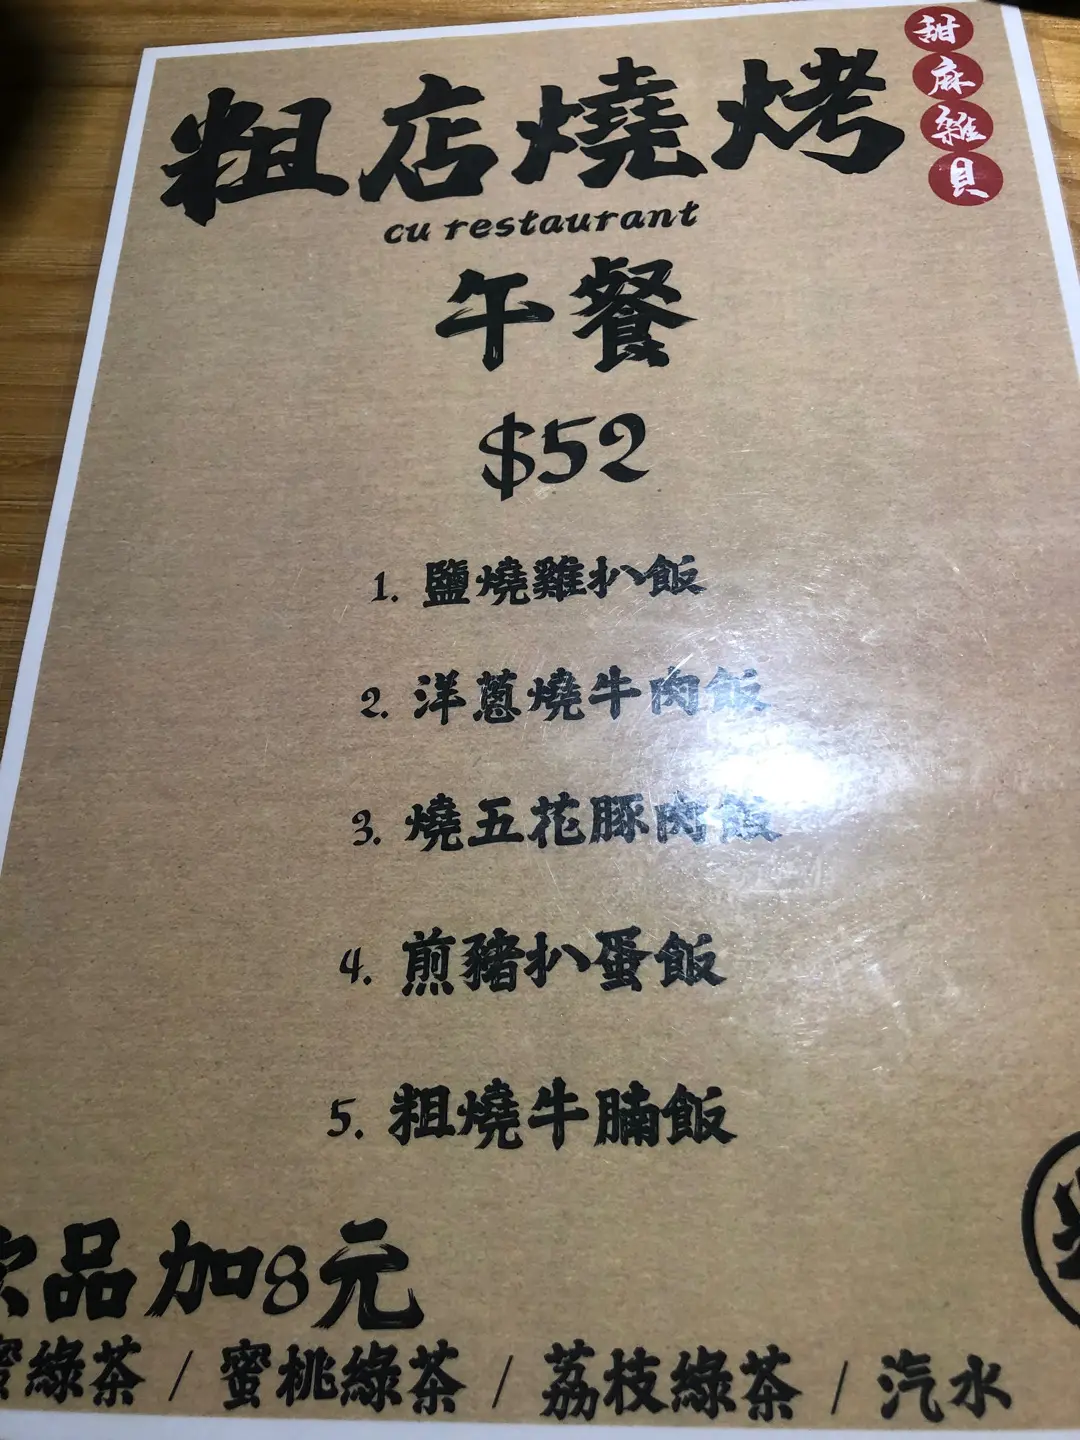 粗店燒烤
甜麻雜貝
cu restaurant
午餐
$52
1. 鹽燒雞扒飯
2. 洋蔥燒牛肉飯
3. 燒五花豚肉飯
4. 煎豬扒蛋飯
5. 粗燒牛腩飯
飲品加8元
蜜綠茶 / 蜜桃綠茶 / 荔枝綠茶 / 汽水